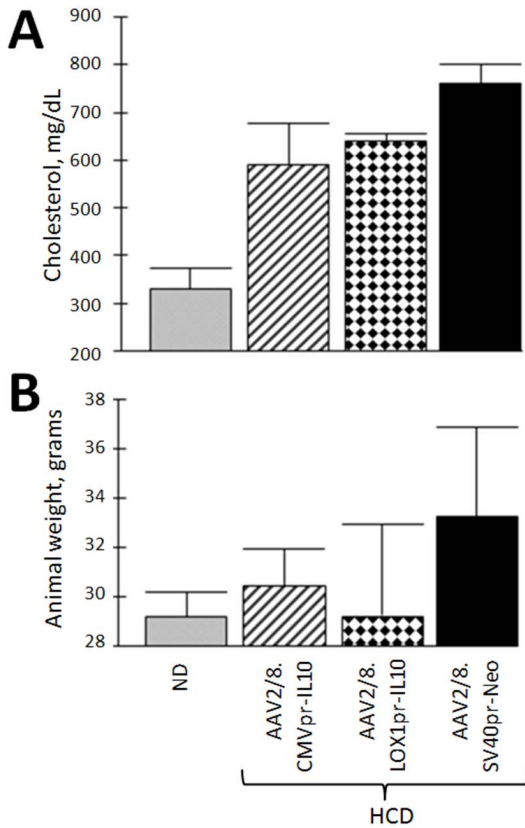 A
Cholesterol, mg/dL
900
800
700
600
500
400
300
200
B
Animal weight, grams
38
36
34
32
30
28
ND
AAV2/8.
CMVpr-IL10
AAV2/8.
LOX1pr-IL10
AAV2/8.
SV40pr-Neo
HCD